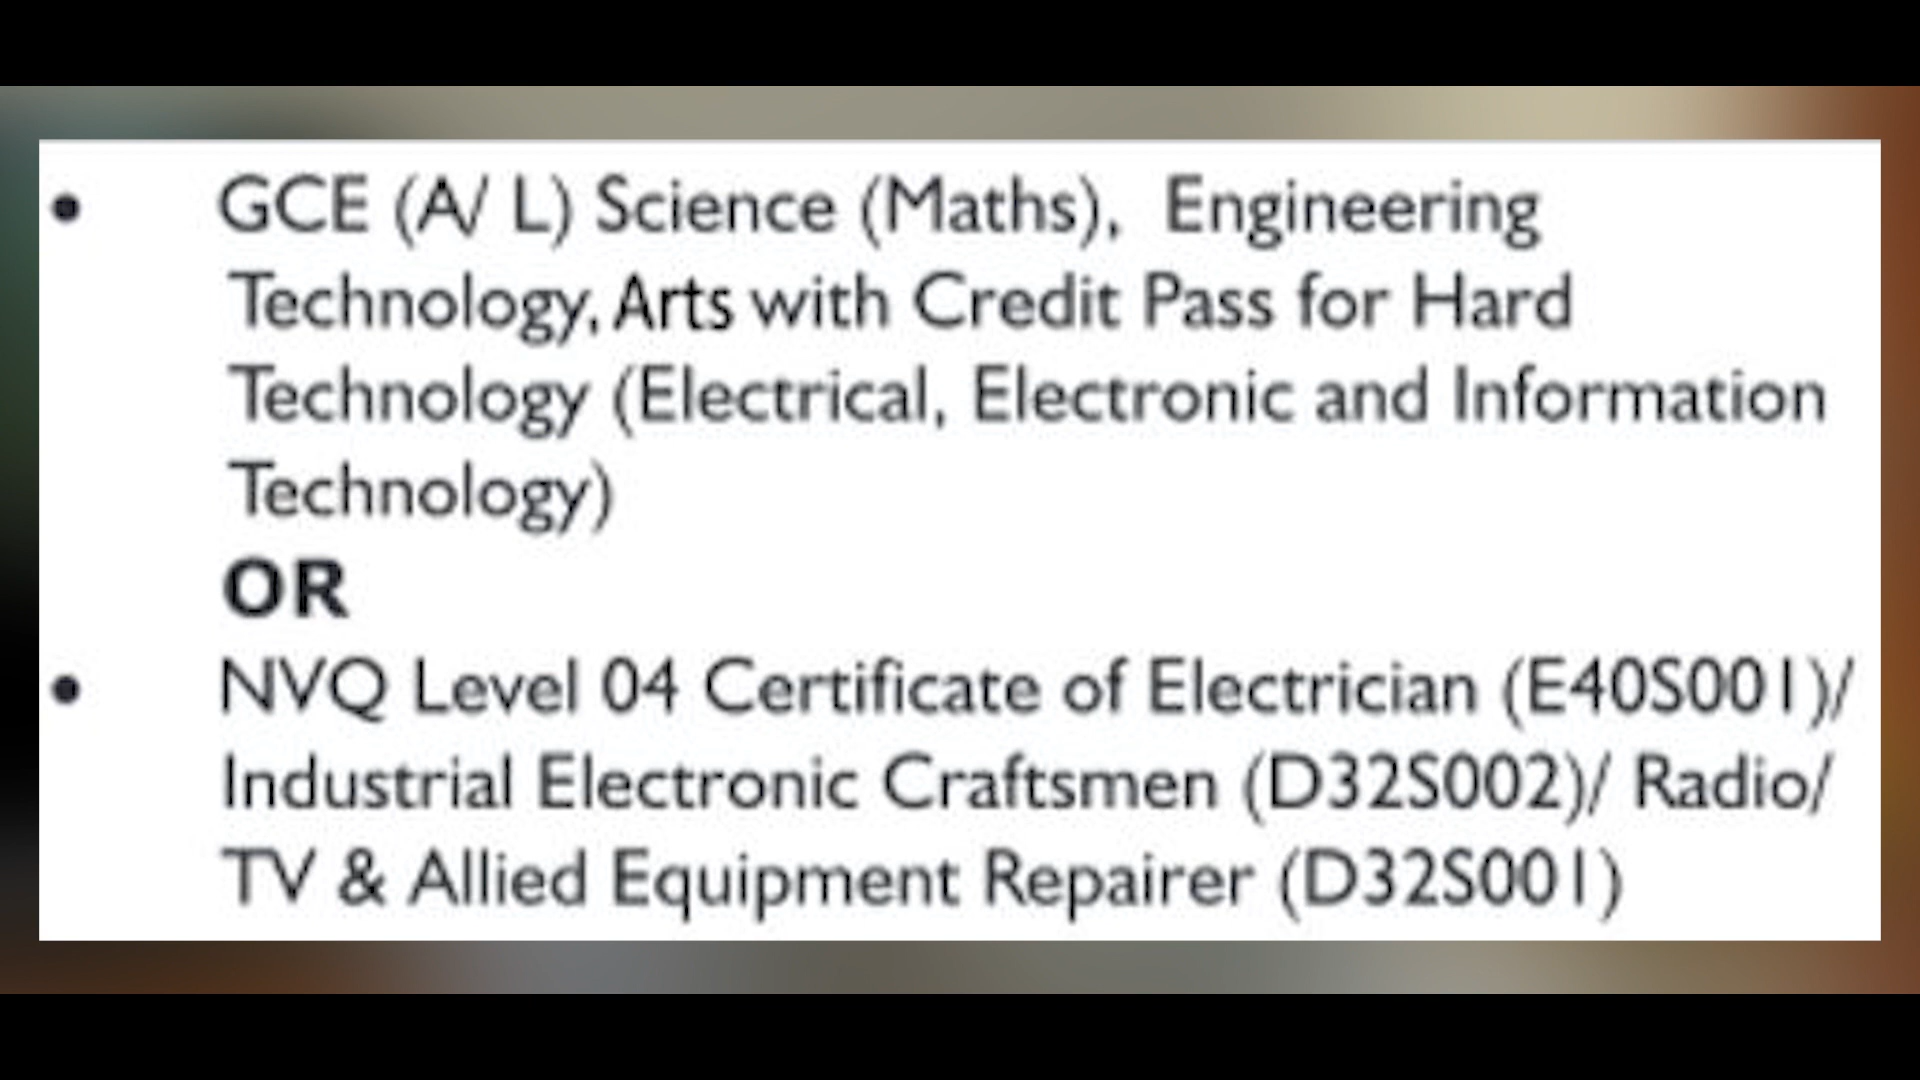 • GCE (A/ L) Science (Maths), Engineering
Technology, Arts with Credit Pass for Hard
Technology (Electrical, Electronic and Information
Technology)
OR
• NVQ Level 04 Certificate of Electrician (E40S001)/
Industrial Electronic Craftsmen (D32S002)/ Radio/
TV & Allied Equipment Repairer (D32S001)